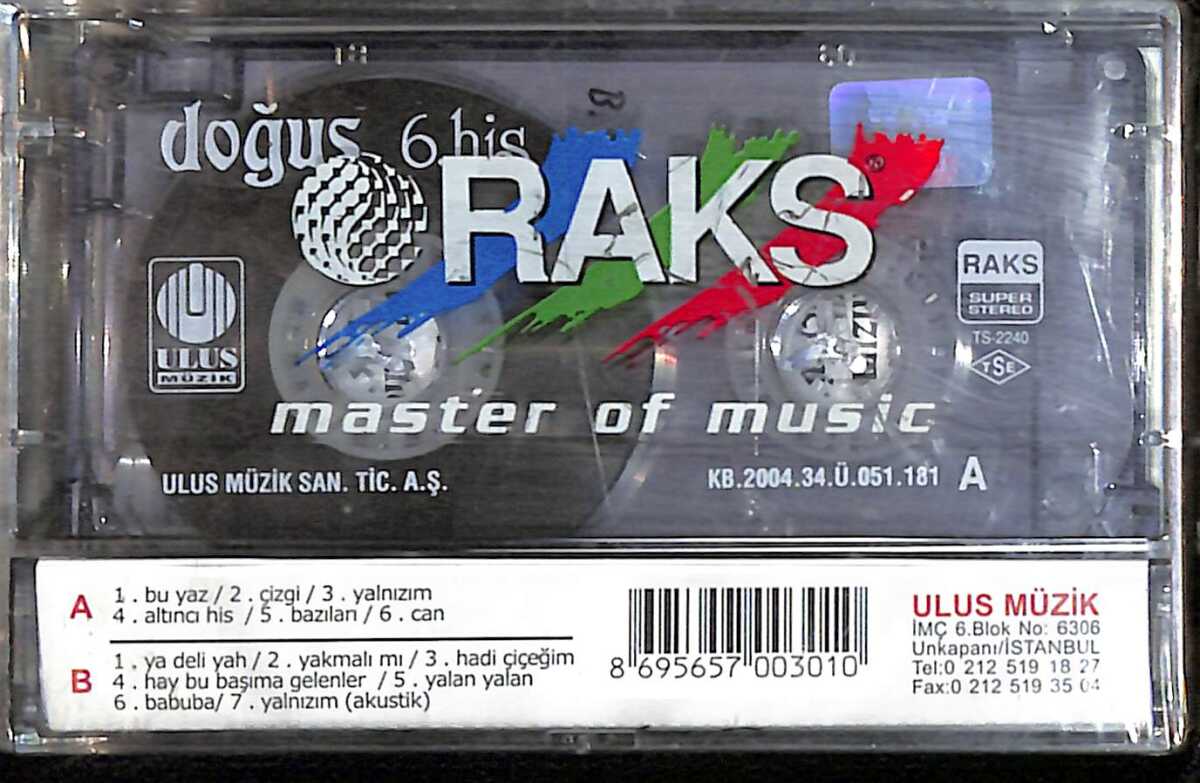 doğuş 6 his
RAKS ®
RAKS
SUPER
STEREO
TS-2240
TSE
ULUS
MÜZİK
master of music
ULUS MÜZİK SAN. TİC. A.Ş.
KB.2004.34.Ü.051.181 A
A
1 . bu yaz / 2 . çizgi / 3 . yalnızım
4 . altıncı his / 5 . bazıları / 6 . can
B
1 . ya deli yah / 2 . yakmalı mı / 3 . hadi çiçeğim
4 . hay bu başıma gelenler / 5 . yalan yalan
6 . babuba/ 7 . yalnızım (akustik)
8 695657 003010
ULUS MÜZİK
İMÇ 6.Blok No: 6306
Unkapanı/İSTANBUL
Tel:0 212 519 18 27
Fax:0 212 519 35 04